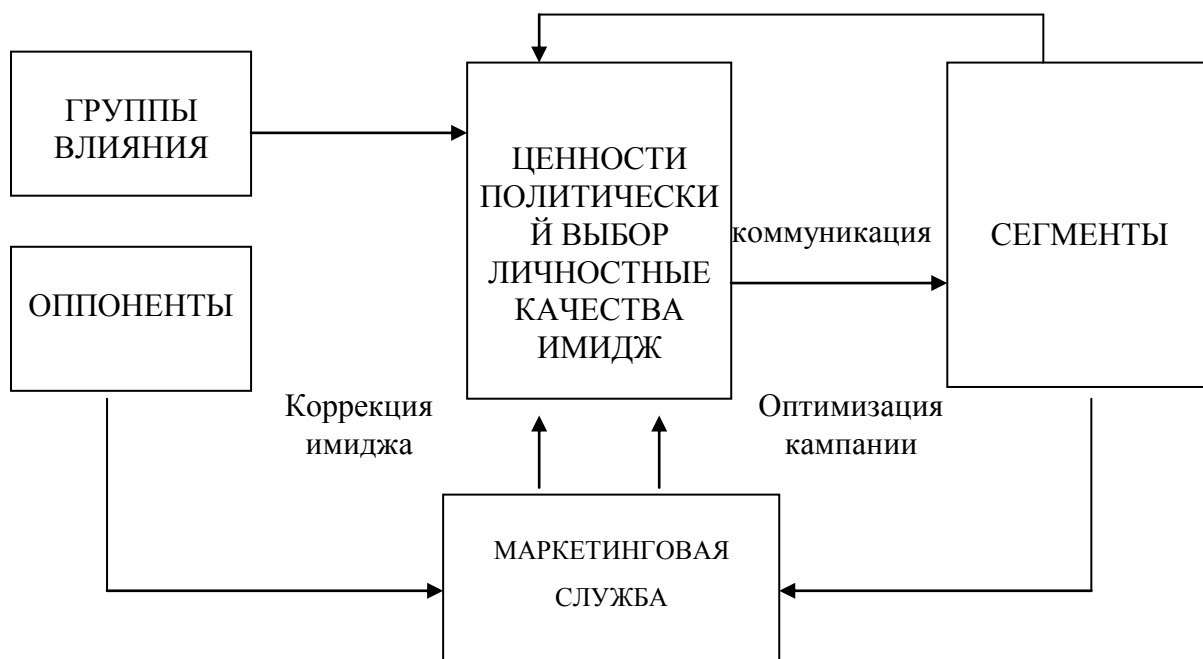 ГРУППЫ
ВЛИЯНИЯ
ЦЕННОСТИ
ПОЛИТИЧЕСКИ
Й ВЫБОР
ЛИЧНОСТНЫЕ
КАЧЕСТВА
ИМИДЖ
коммуникация
СЕГМЕНТЫ
ОППОНЕНТЫ
Коррекция
имиджа
Оптимизация
кампании
МАРКЕТИНГОВАЯ
СЛУЖБА